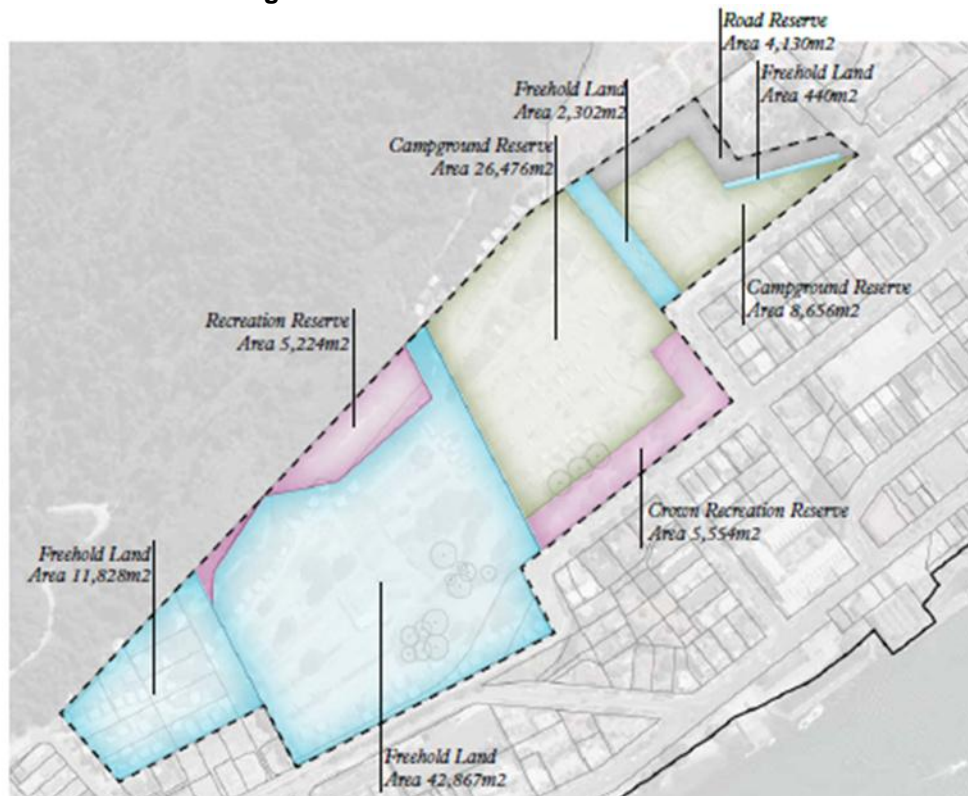 Road Reserve
Area 4,130m2
Freehold Land
Area 440m2
Freehold Land
Area 2,302m2
Campground Reserve
Area 26,476m2
Campground Reserve
Area 8,656m2
Recreation Reserve
Area 5,224m2
Crown Recreation Reserve
Area 5,554m2
Freehold Land
Area 11,828m2
Freehold Land
Area 42,867m2